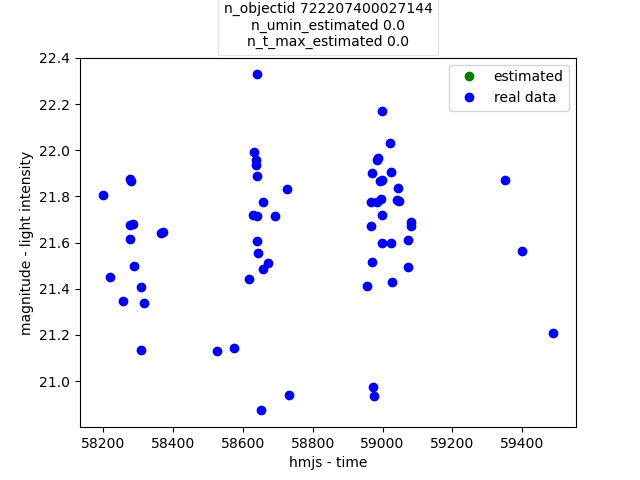 n_objectid 722207400027144
n_umin_estimated 0.0
n_t_max_estimated 0.0
estimated
real data
magnitude - light intensity
22.4
22.2
22.0
21.8
21.6
21.4
21.2
21.0
58200 58400 58600 58800 59000 59200 59400
hmjs - time